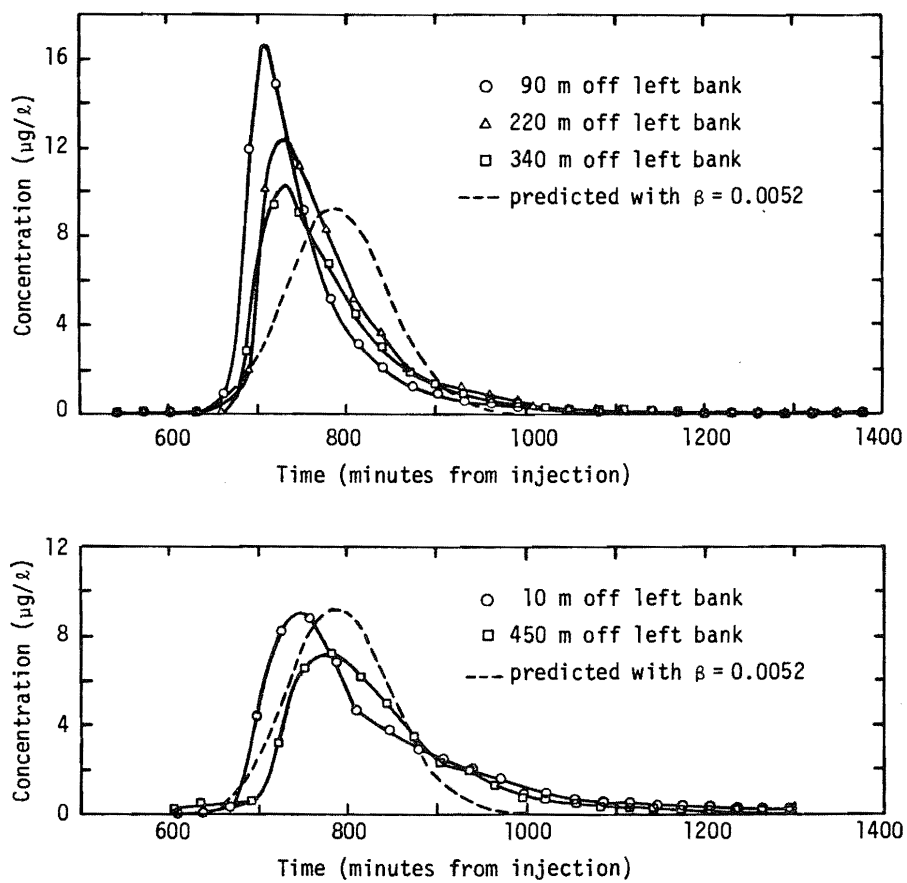 16
12
8
4
0
Concentration (μg/ℓ)
90 m off left bank
220 m off left bank
340 m off left bank
predicted with β = 0.0052
600 800 1000 1200 1400
Time (minutes from injection)
12
8
4
0
Concentration (μg/ℓ)
10 m off left bank
450 m off left bank
predicted with β = 0.0052
600 800 1000 1200 1400
Time (minutes from injection)